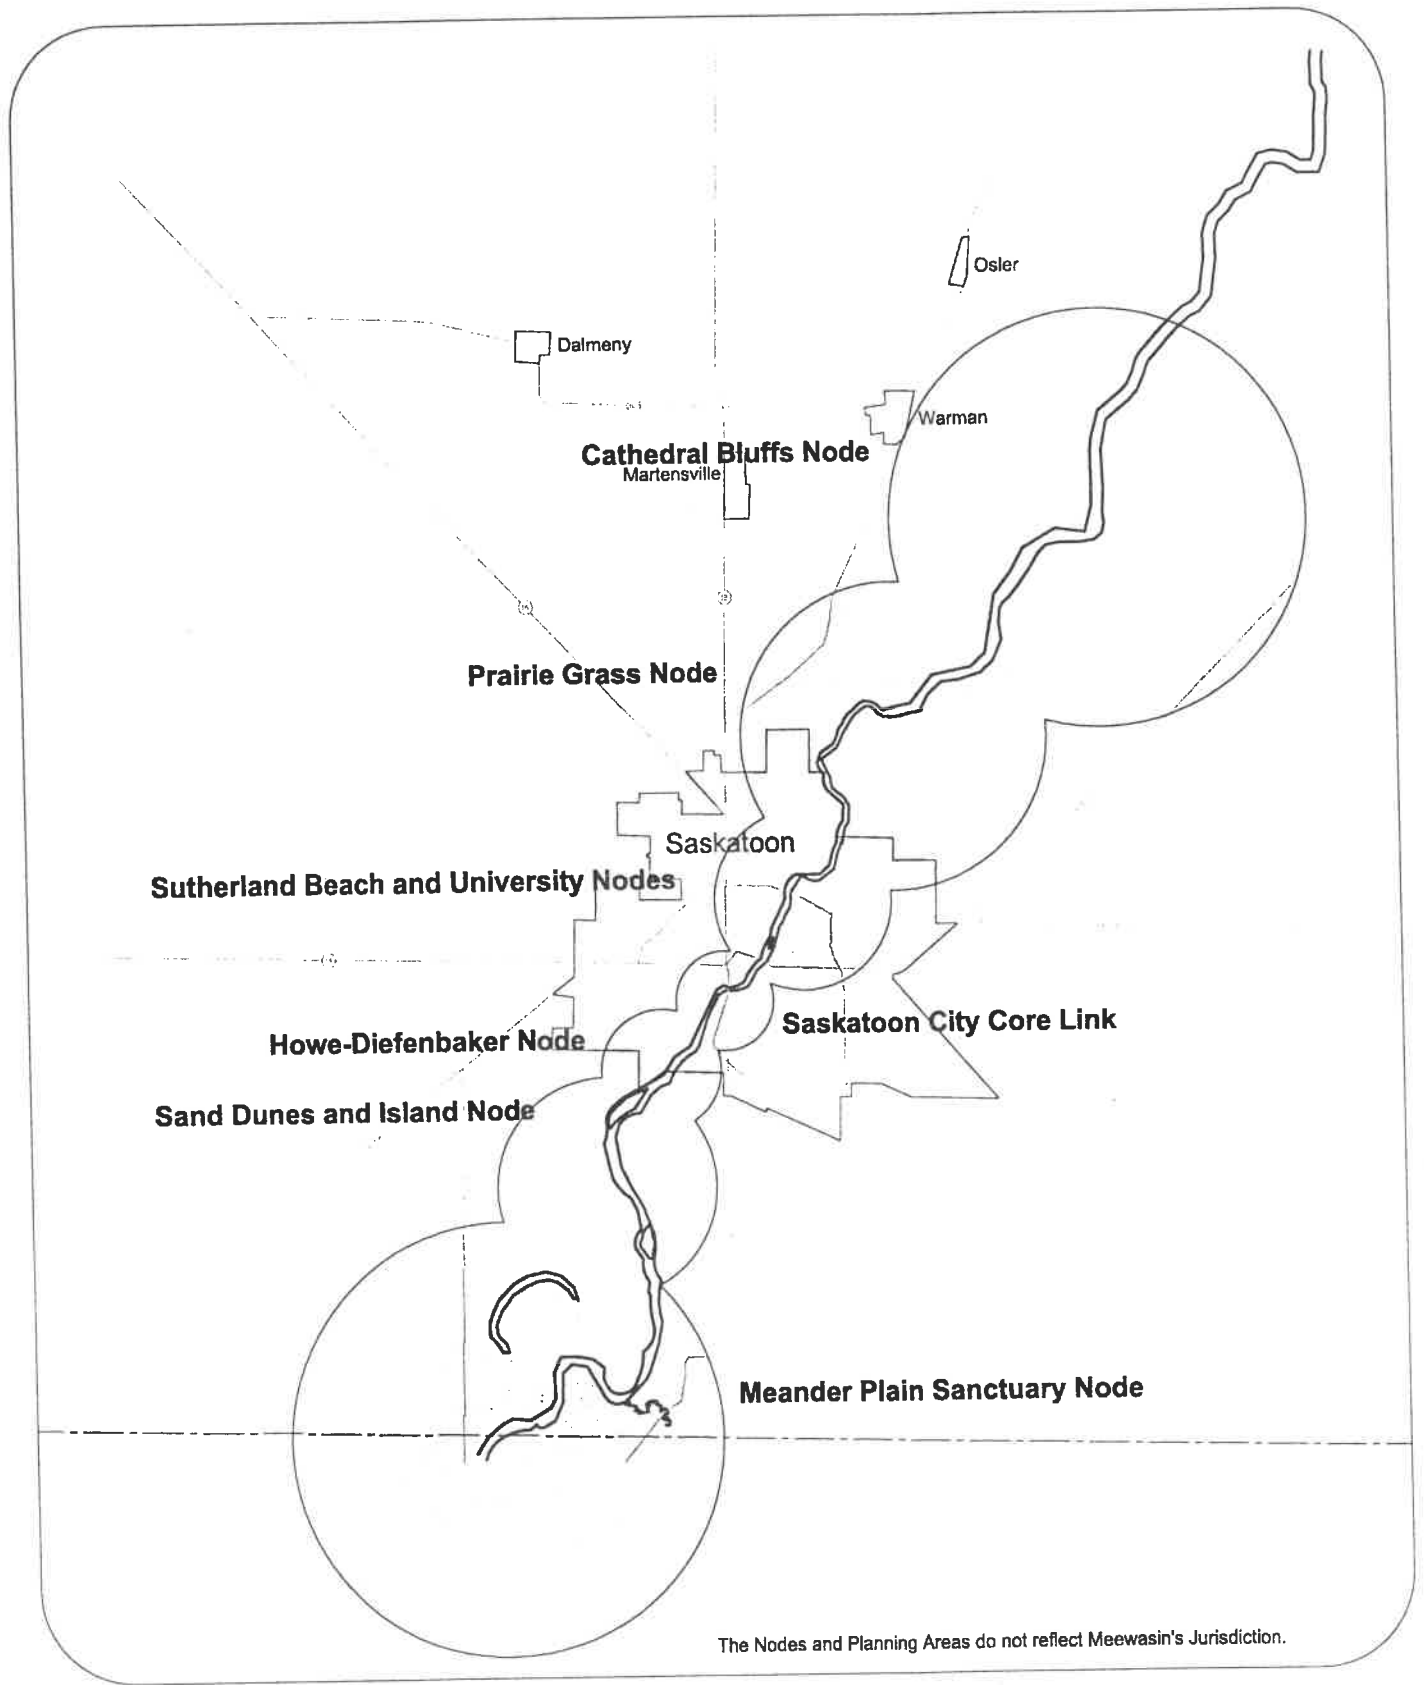 Osler
Dalmeny
Warman
Cathedral Bluffs Node
Martensville
Prairie Grass Node
Saskatoon
Sutherland Beach and University Nodes
Saskatoon City Core Link
Howe-Diefenbaker Node
Sand Dunes and Island Node
Meander Plain Sanctuary Node
The Nodes and Planning Areas do not reflect Meewasin's Jurisdiction.